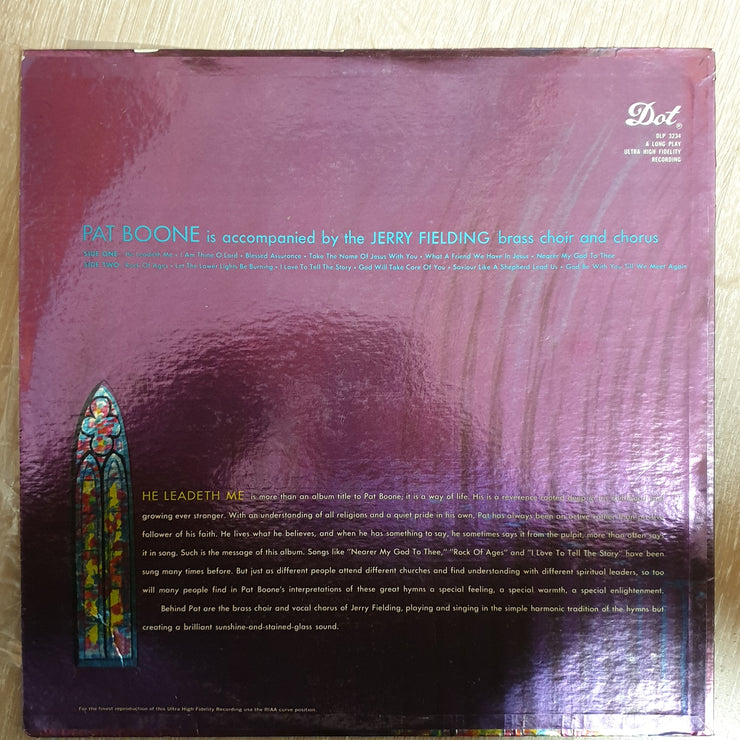 Dot®
DLP 3234
A LONG PLAY
ULTRA HIGH FIDELITY
RECORDING
PAT BOONE is accompanied by the JERRY FIELDING brass choir and chorus
SIDE ONE He Leadeth Me • I Am Thine O Lord • Blessed Assurance • Take The Name Of Jesus With You • What A Friend We Have In Jesus • Nearer My God To Thee
SIDE TWO Rock Of Ages • Let The Lower Lights Be Burning • I Love To Tell The Story • God Will Take Care Of You • Saviour Like A Shepherd Lead Us • God Be With You Till We Meet Again
HE LEADETH ME is more than an album title to Pat Boone; it is a way of life. His is a reverence rooted deep
growing ever stronger. With an understanding of all religions and a quiet pride in his own, Pat has always been an active
follower of his faith. He lives what he believes, and when he has something to say, he sometimes says it from the pulpit, more than often says
it in song. Such is the message of this album. Songs like "Nearer My God To Thee," "Rock Of Ages" and "I Love To Tell The Story" have been
sung many times before. But just as different people attend different churches and find understanding with different spiritual leaders, so too
will many people find in Pat Boone's interpretations of these great hymns a special feeling, a special warmth, a special enlightenment.
Behind Pat are the brass choir and vocal chorus of Jerry Fielding, playing and singing in the simple harmonic tradition of the hymns but
creating a brilliant sunshine-and-stained-glass sound.
For the finest reproduction of this Ultra High Fidelity Recording use the RIAA curve position.